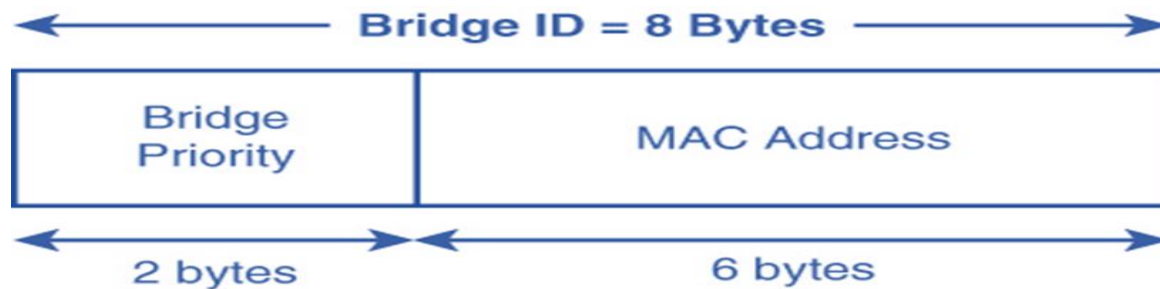 Bridge ID = 8 Bytes
Bridge
Priority
MAC Address
2 bytes
6 bytes